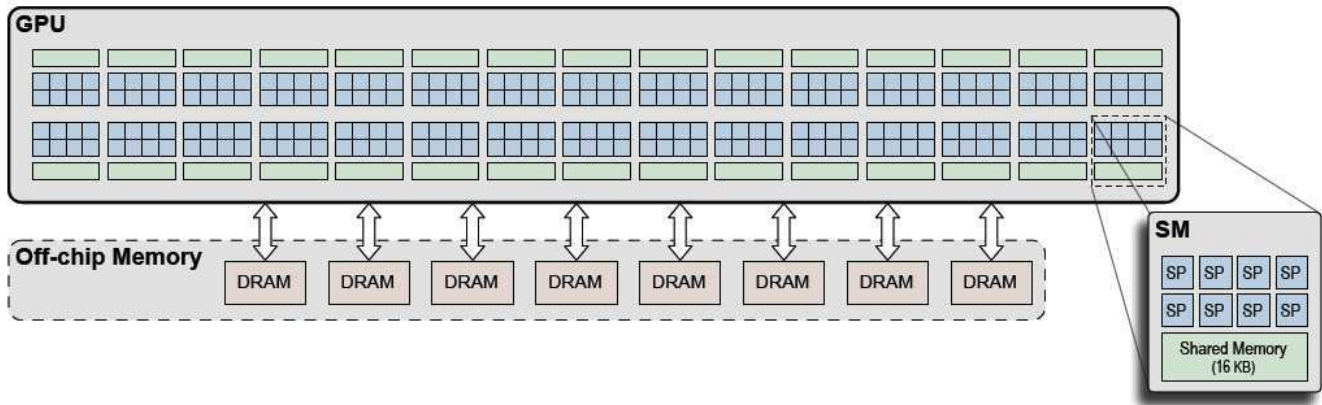 GPU
Off-chip Memory
DRAM DRAM DRAM DRAM DRAM DRAM DRAM DRAM
SM
SP SP SP SP
SP SP SP SP
Shared Memory
(16 KB)